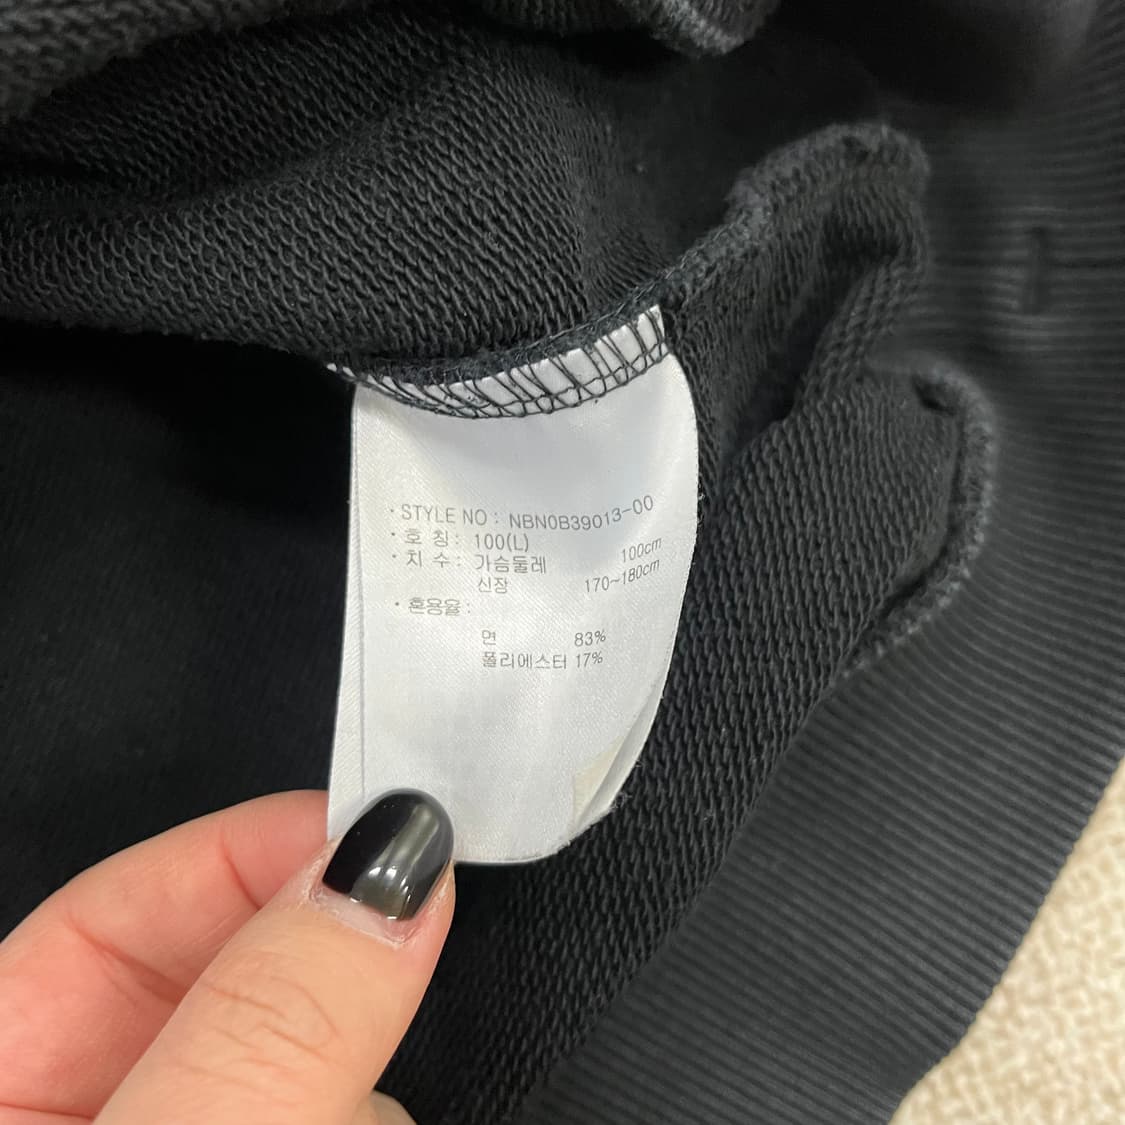 · STYLE NO : NBN0B39013-00
· 호 칭 : 100(L)
· 치 수 : 가슴둘레 100cm
신장 170~180cm
· 혼용율 :
면 83%
폴리에스터 17%